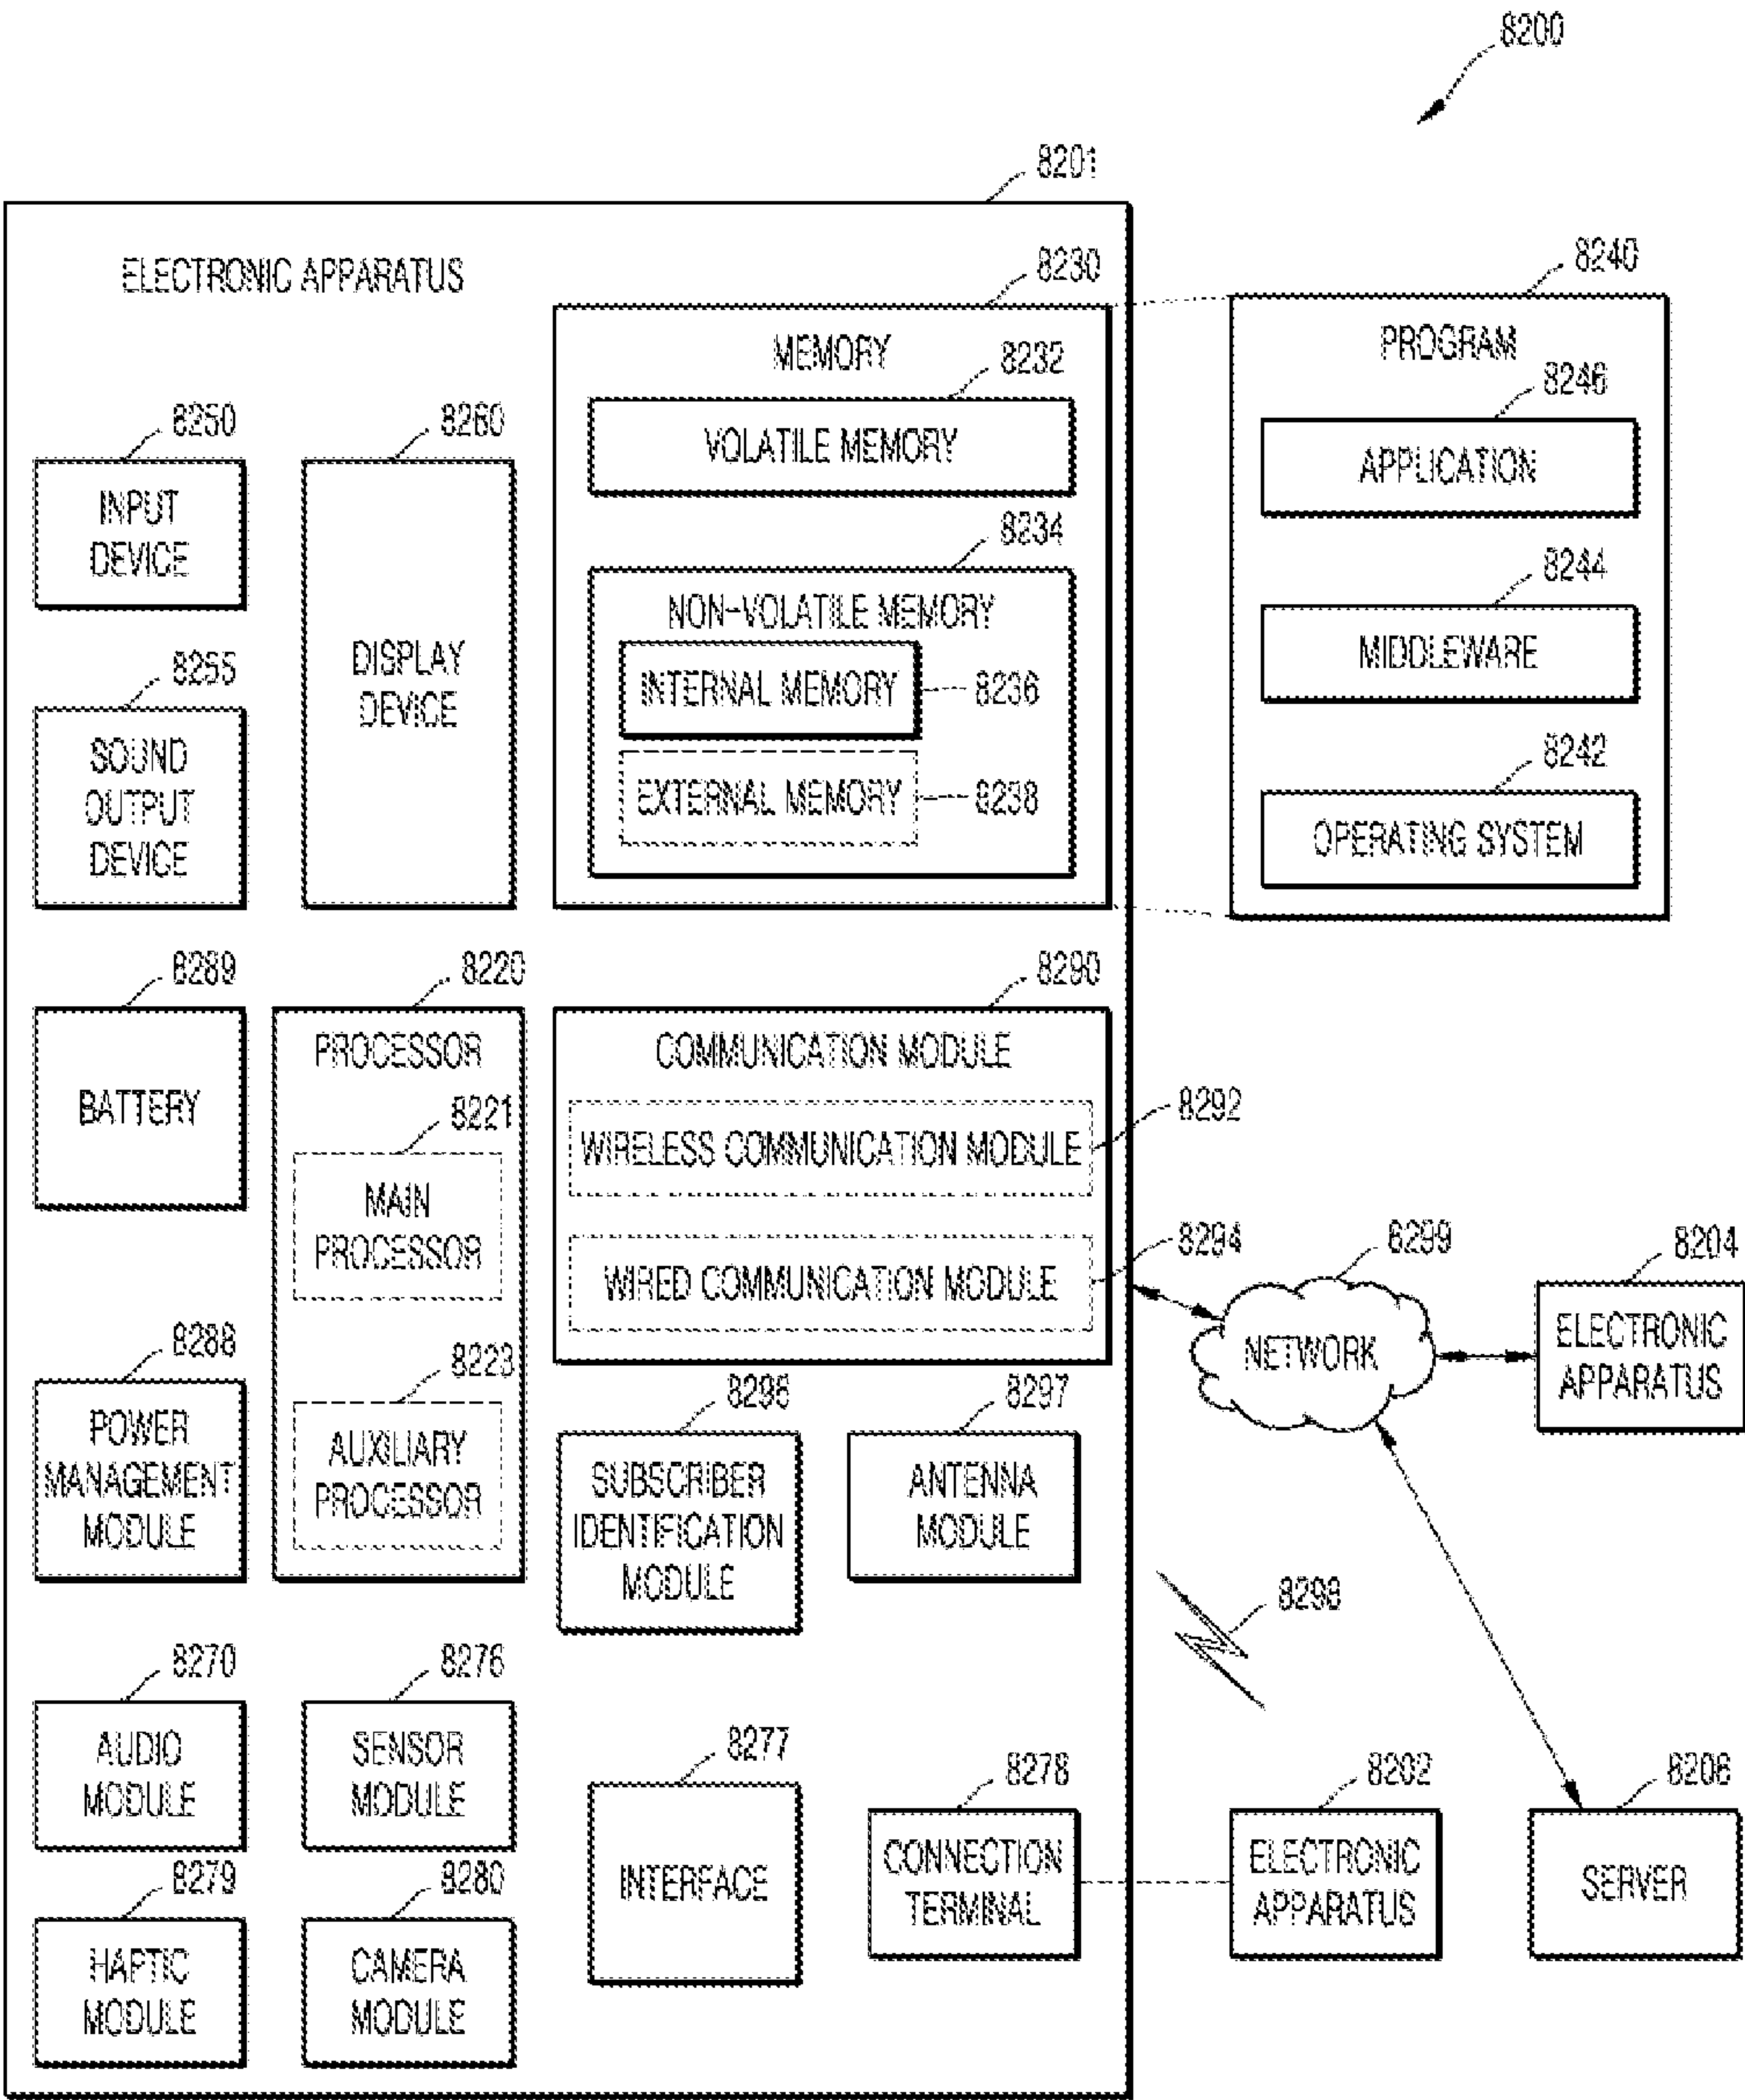 8200
8201
ELECTRONIC APPARATUS
8230
MEMORY
8232
VOLATILE MEMORY
8234
NON-VOLATILE MEMORY
INTERNAL MEMORY
8236
EXTERNAL MEMORY
8238
8240
PROGRAM
8246
APPLICATION
8244
MIDDLEWARE
8242
OPERATING SYSTEM
8250
INPUT
DEVICE
8260
DISPLAY
DEVICE
8255
SOUND
OUTPUT
DEVICE
8289
BATTERY
8220
PROCESSOR
8221
MAIN
PROCESSOR
8223
AUXILIARY
PROCESSOR
8290
COMMUNICATION MODULE
8292
WIRELESS COMMUNICATION MODULE
8294
WIRED COMMUNICATION MODULE
8299
NETWORK
8204
ELECTRONIC
APPARATUS
8288
POWER
MANAGEMENT
MODULE
8296
SUBSCRIBER
IDENTIFICATION
MODULE
8297
ANTENNA
MODULE
8298
8270
AUDIO
MODULE
8276
SENSOR
MODULE
8277
INTERFACE
8278
CONNECTION
TERMINAL
8202
ELECTRONIC
APPARATUS
8206
SERVER
8279
HAPTIC
MODULE
8280
CAMERA
MODULE